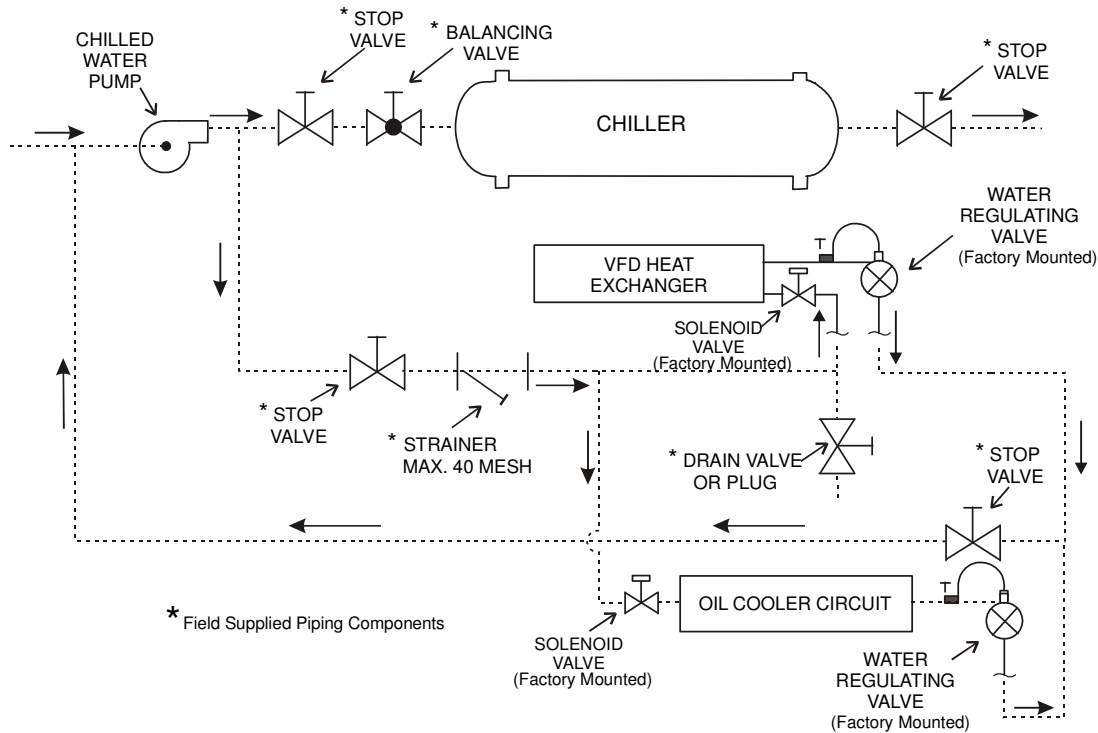 CHILLED
WATER
PUMP
* STOP
VALVE
* BALANCING
VALVE
* STOP
VALVE
CHILLER
WATER
REGULATING
VALVE
(Factory Mounted)
VFD HEAT
EXCHANGER
SOLENOID
VALVE
(Factory Mounted)
* STOP
VALVE
* STRAINER
MAX. 40 MESH
* DRAIN VALVE
OR PLUG
* STOP
VALVE
OIL COOLER CIRCUIT
* Field Supplied Piping Components
SOLENOID
VALVE
(Factory Mounted)
WATER
REGULATING
VALVE
(Factory Mounted)